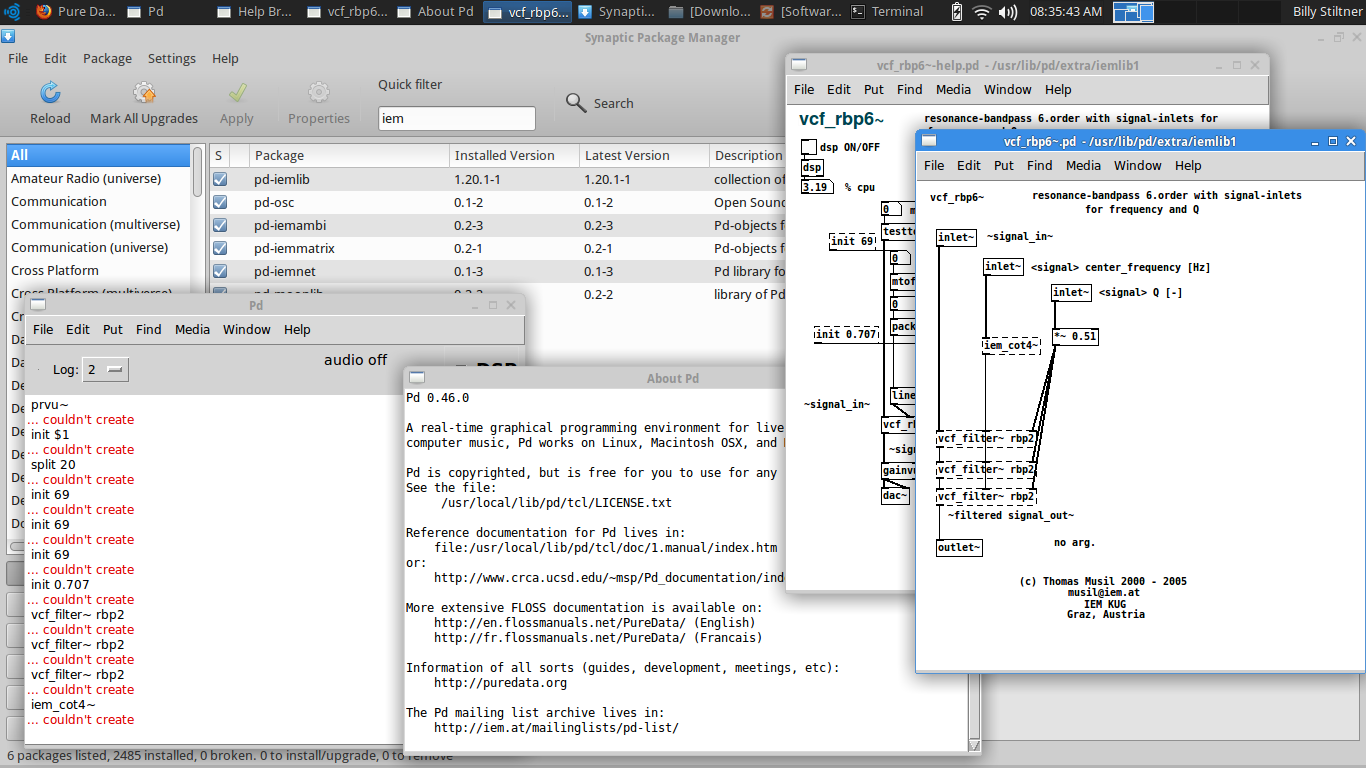 Pure Da...
Pd
Help Br...
vcf_rbp6...
About Pd
vcf_rbp6...
Synapti...
[Downlo...
[Softwar...
Terminal
08:35:43 AM
Billy Stiltner
Synaptic Package Manager
File Edit Package Settings Help
Reload
Mark All Upgrades
Apply
Properties
Quick filter
iem
Search
All
Amateur Radio (universe)
Communication
Communication (multiverse)
Communication (universe)
Cross Platform
Cross Platform (multiverse)
S Package Installed Version Latest Version Description
pd-iemlib 1.20.1-1 1.20.1-1 collection of
pd-osc 0.1-2 0.1-2 Open Soun
pd-iemambi 0.2-3 0.2-3 Pd-objects f
pd-iemmatrix 0.2-1 0.2-1 Pd-objects f
pd-iemnet 0.1-3 0.1-3 Pd library fo
pd-moonlib 0.2-2 0.2-2 library of Pd
6 packages listed, 2485 installed, 0 broken. 0 to install/upgrade, 0 to remove
Pd
File Edit Put Find Media Window Help
Log: 2
audio off
DSP
prvu~
... couldn't create
init $1
... couldn't create
split 20
... couldn't create
init 69
... couldn't create
init 69
... couldn't create
init 69
... couldn't create
init 0.707
... couldn't create
vcf_filter~ rbp2
... couldn't create
vcf_filter~ rbp2
... couldn't create
vcf_filter~ rbp2
... couldn't create
iem_cot4~
... couldn't create
About Pd
Pd 0.46.0
A real-time graphical programming environment for live
computer music, Pd works on Linux, Macintosh OSX, and
Pd is copyrighted, but is free for you to use for any
See the file:
/usr/local/lib/pd/tcl/LICENSE.txt
Reference documentation for Pd lives in:
file:/usr/local/lib/pd/tcl/doc/1.manual/index.htm
or:
http://www.crca.ucsd.edu/~msp/Pd_documentation/ind
More extensive FLOSS documentation is available on:
http://en.flossmanuals.net/PureData/ (English)
http://fr.flossmanuals.net/PureData/ (Francais)
Information of all sorts (guides, development, meetings, etc):
http://puredata.org
The Pd mailing list archive lives in:
http://iem.at/mailinglists/pd-list/
vcf_rbp6~-help.pd - /usr/lib/pd/extra/iemlib1
File Edit Put Find Media Window Help
vcf_rbp6~
resonance-bandpass 6.order with signal-inlets for
dsp ON/OFF
dsp
3.19 % cpu
0
testt
init 69
0
mtof
0
init 0.707
pack
line
~signal_in~
vcf_r
~sig
gainv
dac~
vcf_rbp6~.pd - /usr/lib/pd/extra/iemlib1
File Edit Put Find Media Window Help
vcf_rbp6~
resonance-bandpass 6.order with signal-inlets
for frequency and Q
inlet~ ~signal_in~
inlet~ <signal> center_frequency [Hz]
inlet~ <signal> Q [-]
*~ 0.51
iem_cot4~
vcf_filter~ rbp2
vcf_filter~ rbp2
vcf_filter~ rbp2
~filtered signal_out~
outlet~
no arg.
(c) Thomas Musil 2000 - 2005
musil@iem.at
IEM KUG
Graz, Austria